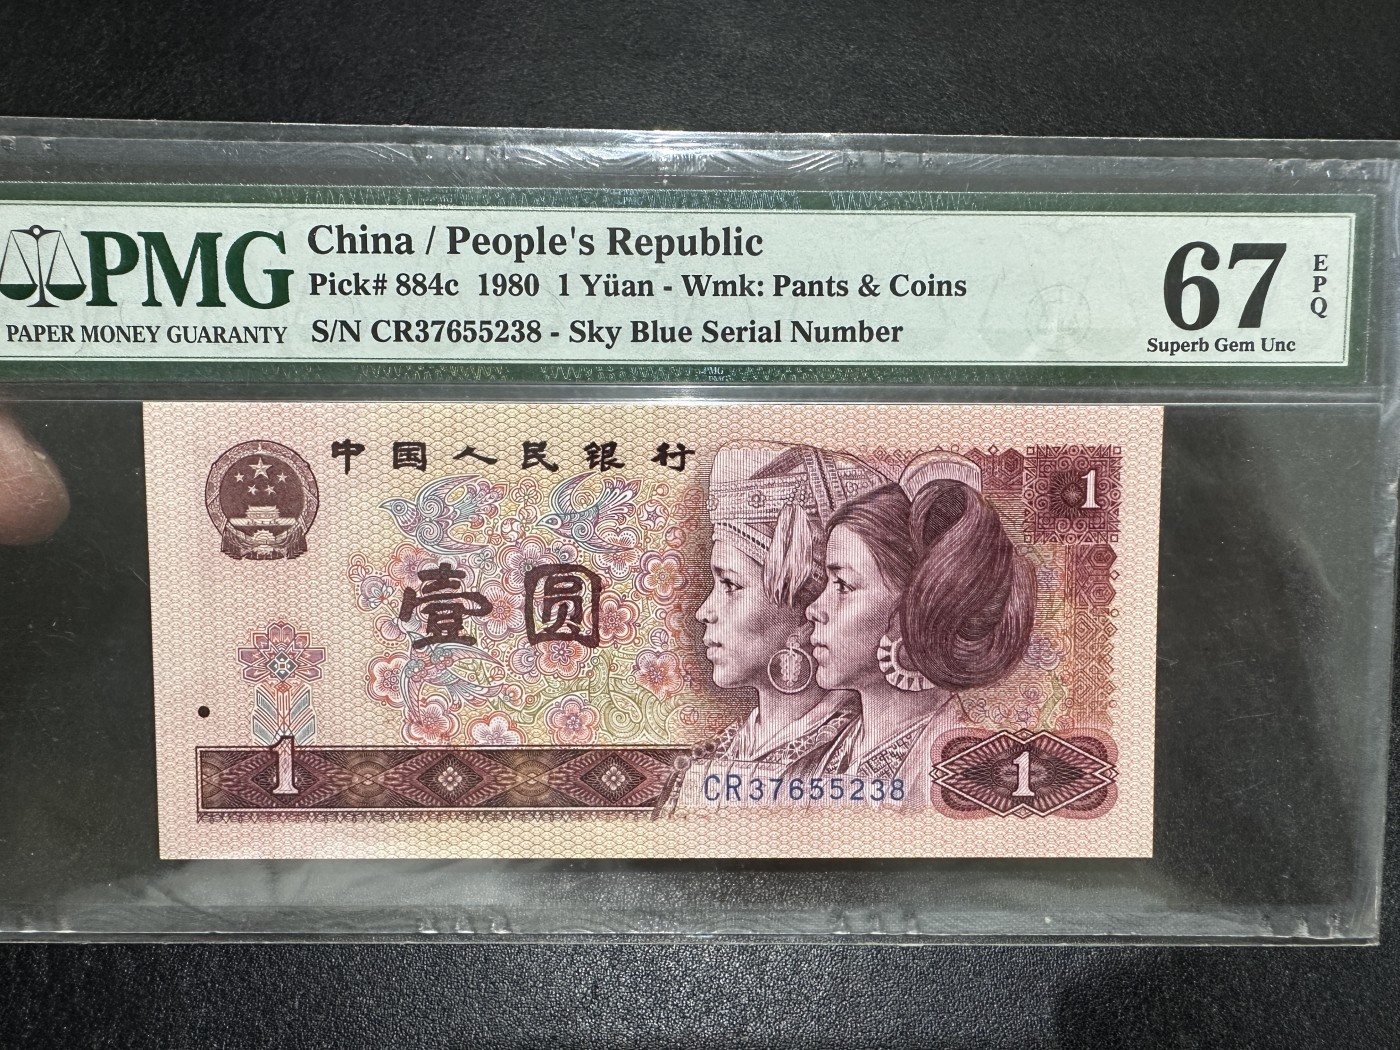 PMG
PAPER MONEY GUARANTY
China / People's Republic
Pick# 884c 1980 1 Yüan - Wmk: Pants & Coins
S/N CR37655238 - Sky Blue Serial Number
67
EPQ
Superb Gem Unc
中国人民银行
1
壹圆
1
CR37655238
1